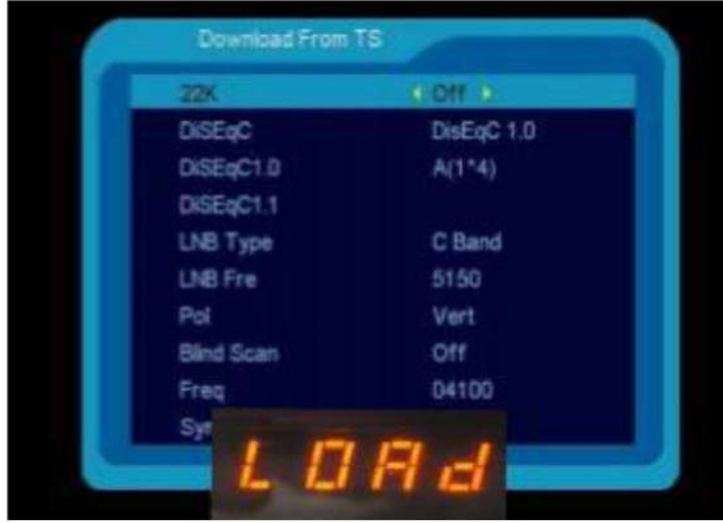 Download From TS
22K Off
DiSEqC DisEqC 1.0
DiSEqC1.0 A(1*4)
DiSEqC1.1
LNB Type C Band
LNB Fre 5150
Pol Vert
Blind Scan Off
Freq 04100
LOAd